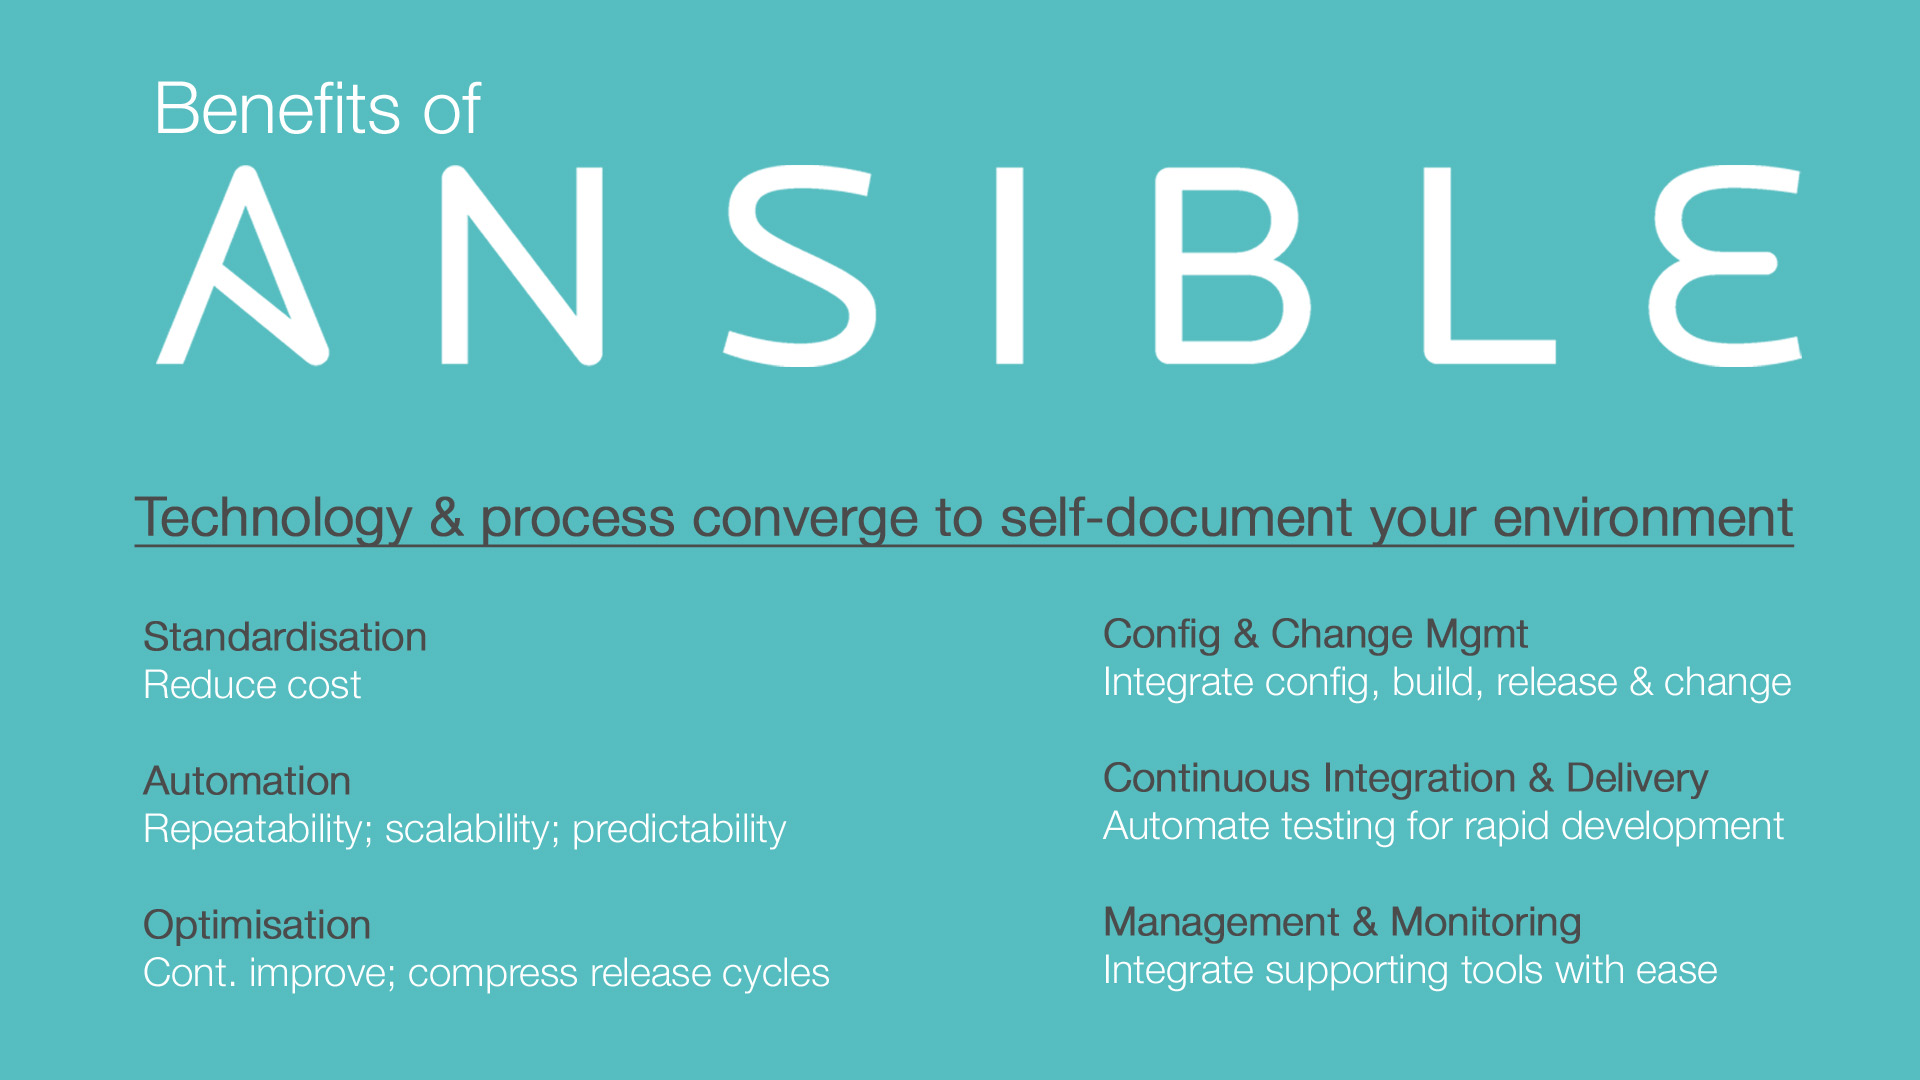 Benefits of
ANSIBLE
Technology & process converge to self-document your environment
Standardisation
Reduce cost
Automation
Repeatability; scalability; predictability
Optimisation
Cont. improve; compress release cycles
Config & Change Mgmt
Integrate config, build, release & change
Continuous Integration & Delivery
Automate testing for rapid development
Management & Monitoring
Integrate supporting tools with ease